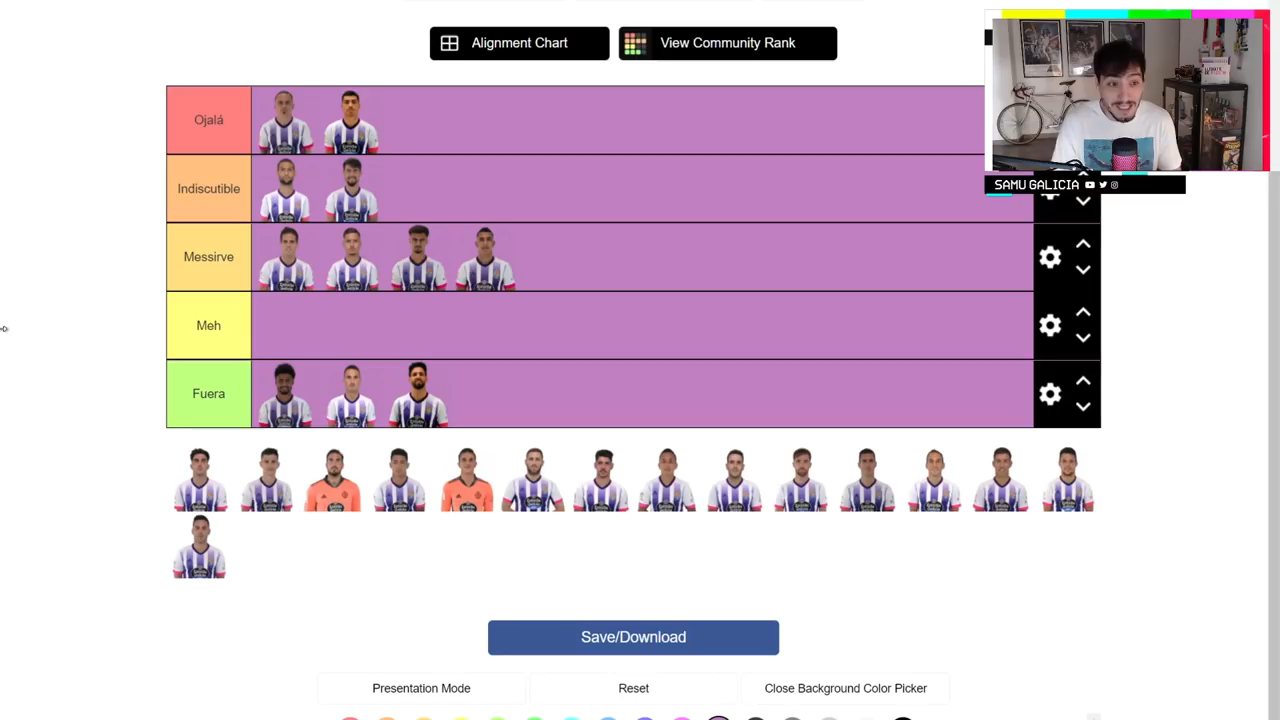 Alignment Chart
View Community Rank
Ojalá
SAMU GALICIA
Indiscutible
Messirve
Meh
Fuera
Save/Download
Presentation Mode
Reset
Close Background Color Picker